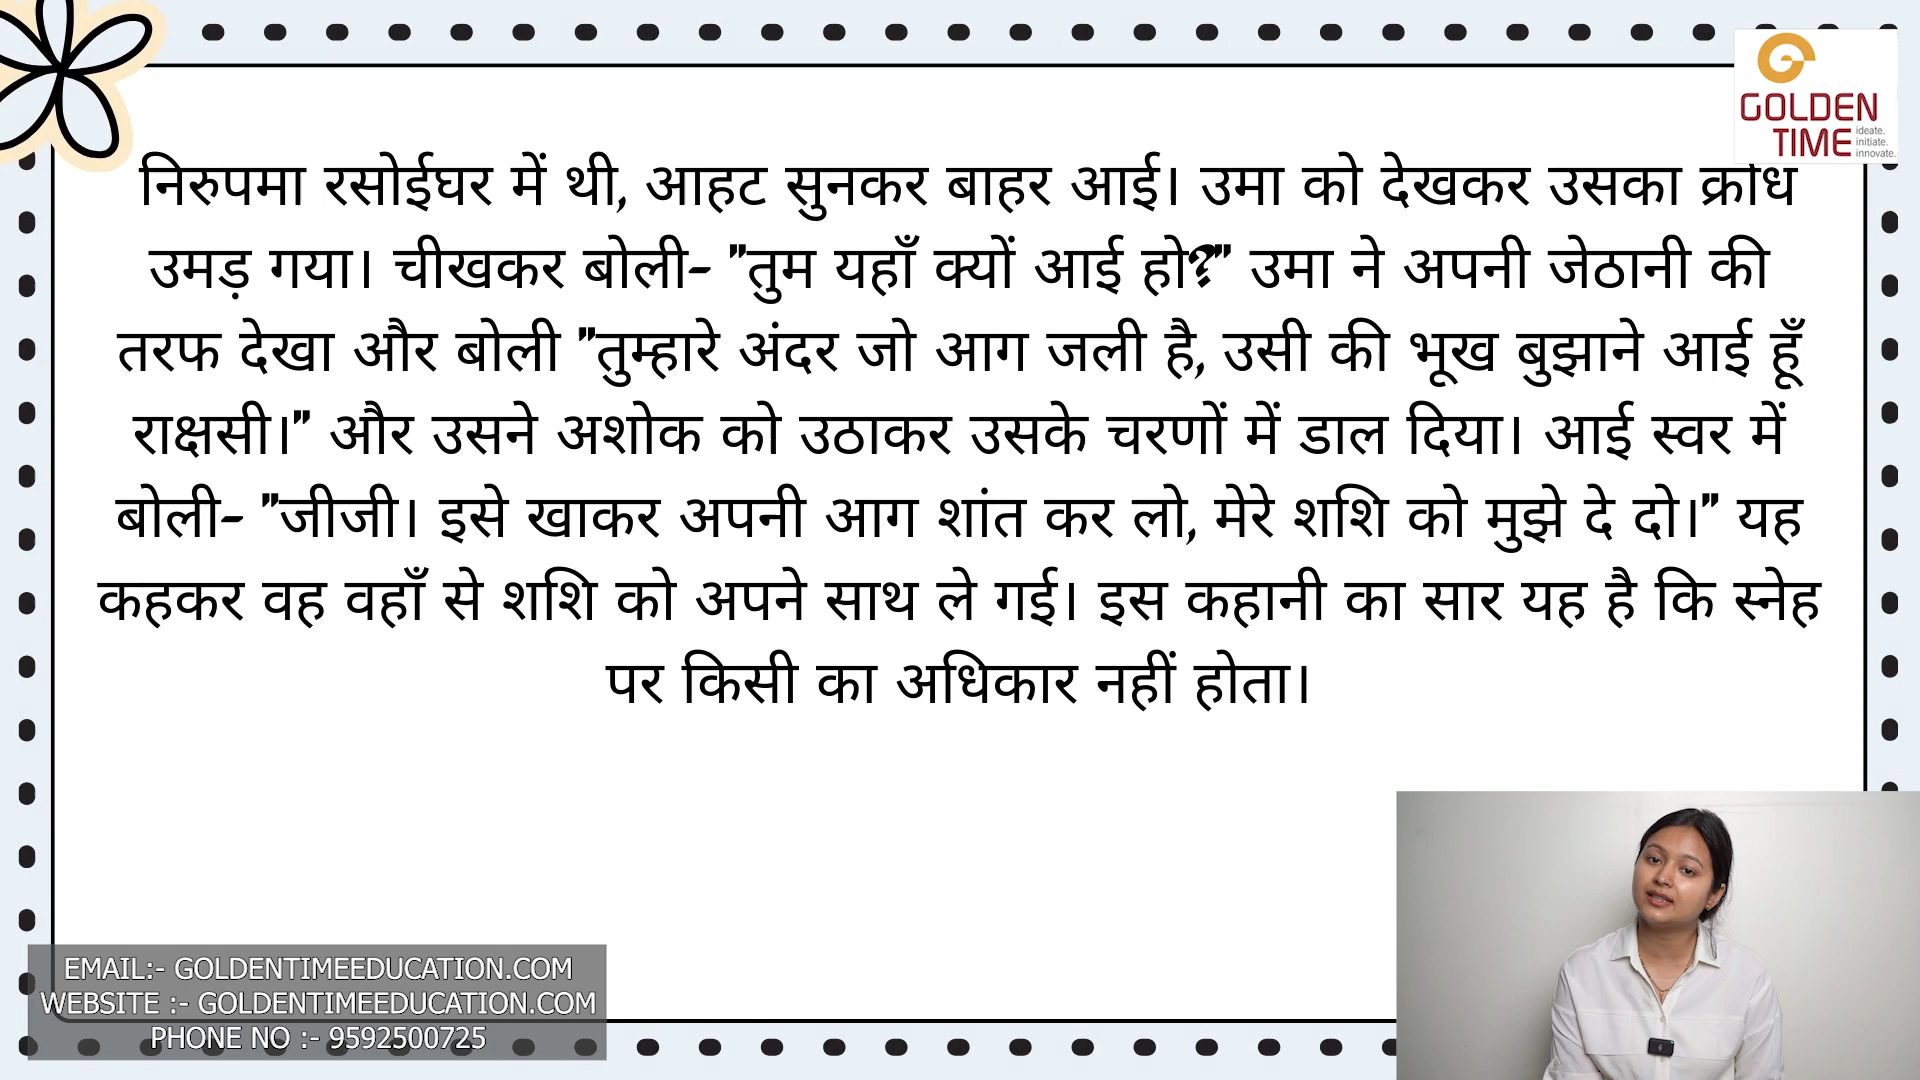 GOLDEN
TIME
ideate.
initiate.
innovate.
निरुपमा रसोईघर में थी, आहट सुनकर बाहर आई। उमा को देखकर उसका क्रोध
उमड़ गया। चीखकर बोली- "तुम यहाँ क्यों आई हो?" उमा ने अपनी जेठानी की
तरफ देखा और बोली "तुम्हारे अंदर जो आग जली है, उसी की भूख बुझाने आई हूँ
राक्षसी।" और उसने अशोक को उठाकर उसके चरणों में डाल दिया। आई स्वर में
बोली- "जीजी। इसे खाकर अपनी आग शांत कर लो, मेरे शशि को मुझे दे दो।" यह
कहकर वह वहाँ से शशि को अपने साथ ले गई। इस कहानी का सार यह है कि स्नेह
पर किसी का अधिकार नहीं होता।
EMAIL:- GOLDENTIMEEDUCATION.COM
WEBSITE :- GOLDENTIMEEDUCATION.COM
PHONE NO :- 9592500725